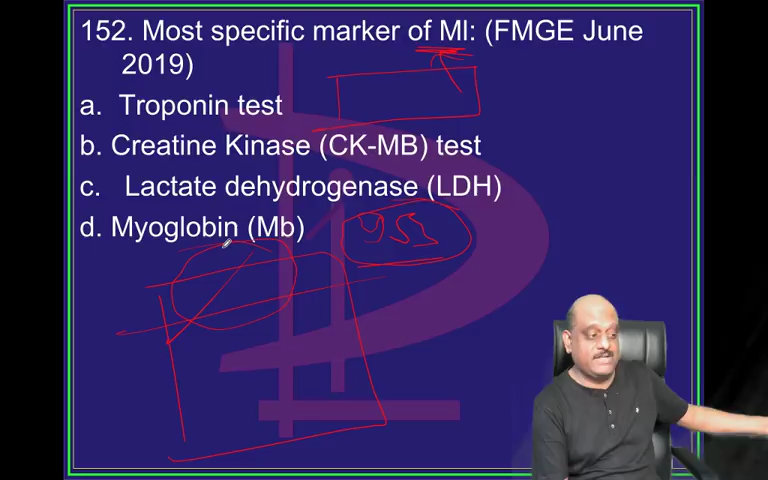 152. Most specific marker of MI: (FMGE June
2019)
a. Troponin test
b. Creatine Kinase (CK-MB) test
c. Lactate dehydrogenase (LDH)
d. Myoglobin (Mb)